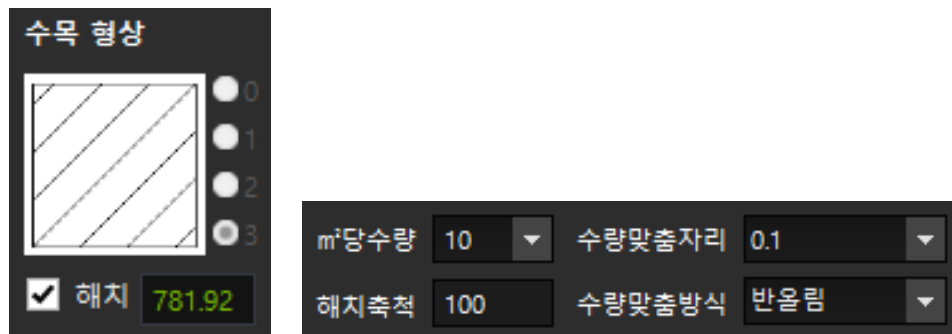 수목 형상
0
1
2
3
해치 781.92
㎡당수량 10 수량맞춤자리 0.1
해치축척 100 수량맞춤방식 반올림